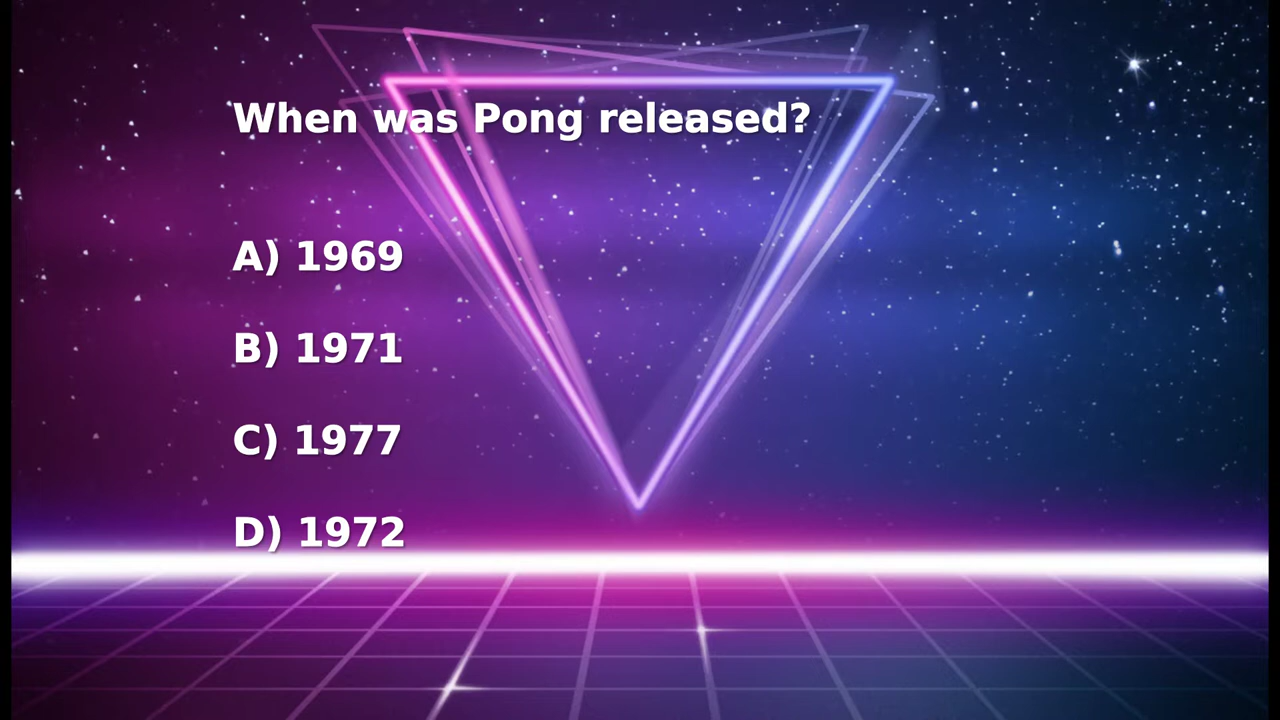 When was Pong released?
A) 1969
B) 1971
C) 1977
D) 1972